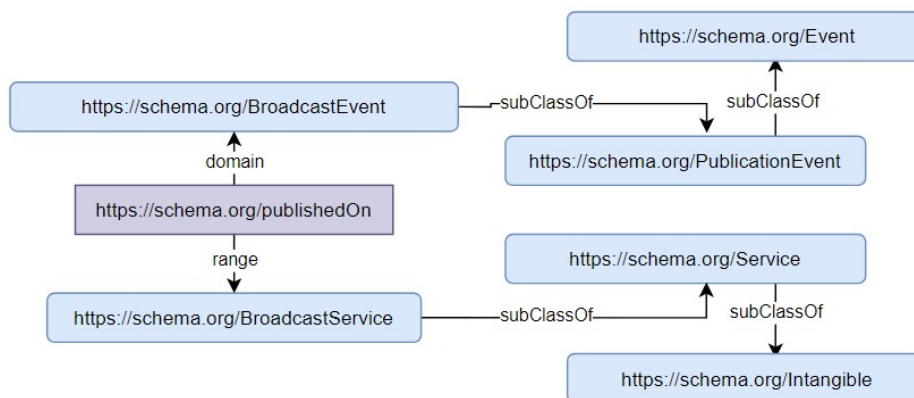 https://schema.org/Event
https://schema.org/BroadcastEvent
subClassOf
subClassOf
domain
https://schema.org/PublicationEvent
https://schema.org/publishedOn
range
https://schema.org/Service
https://schema.org/BroadcastService
subClassOf
subClassOf
https://schema.org/Intangible